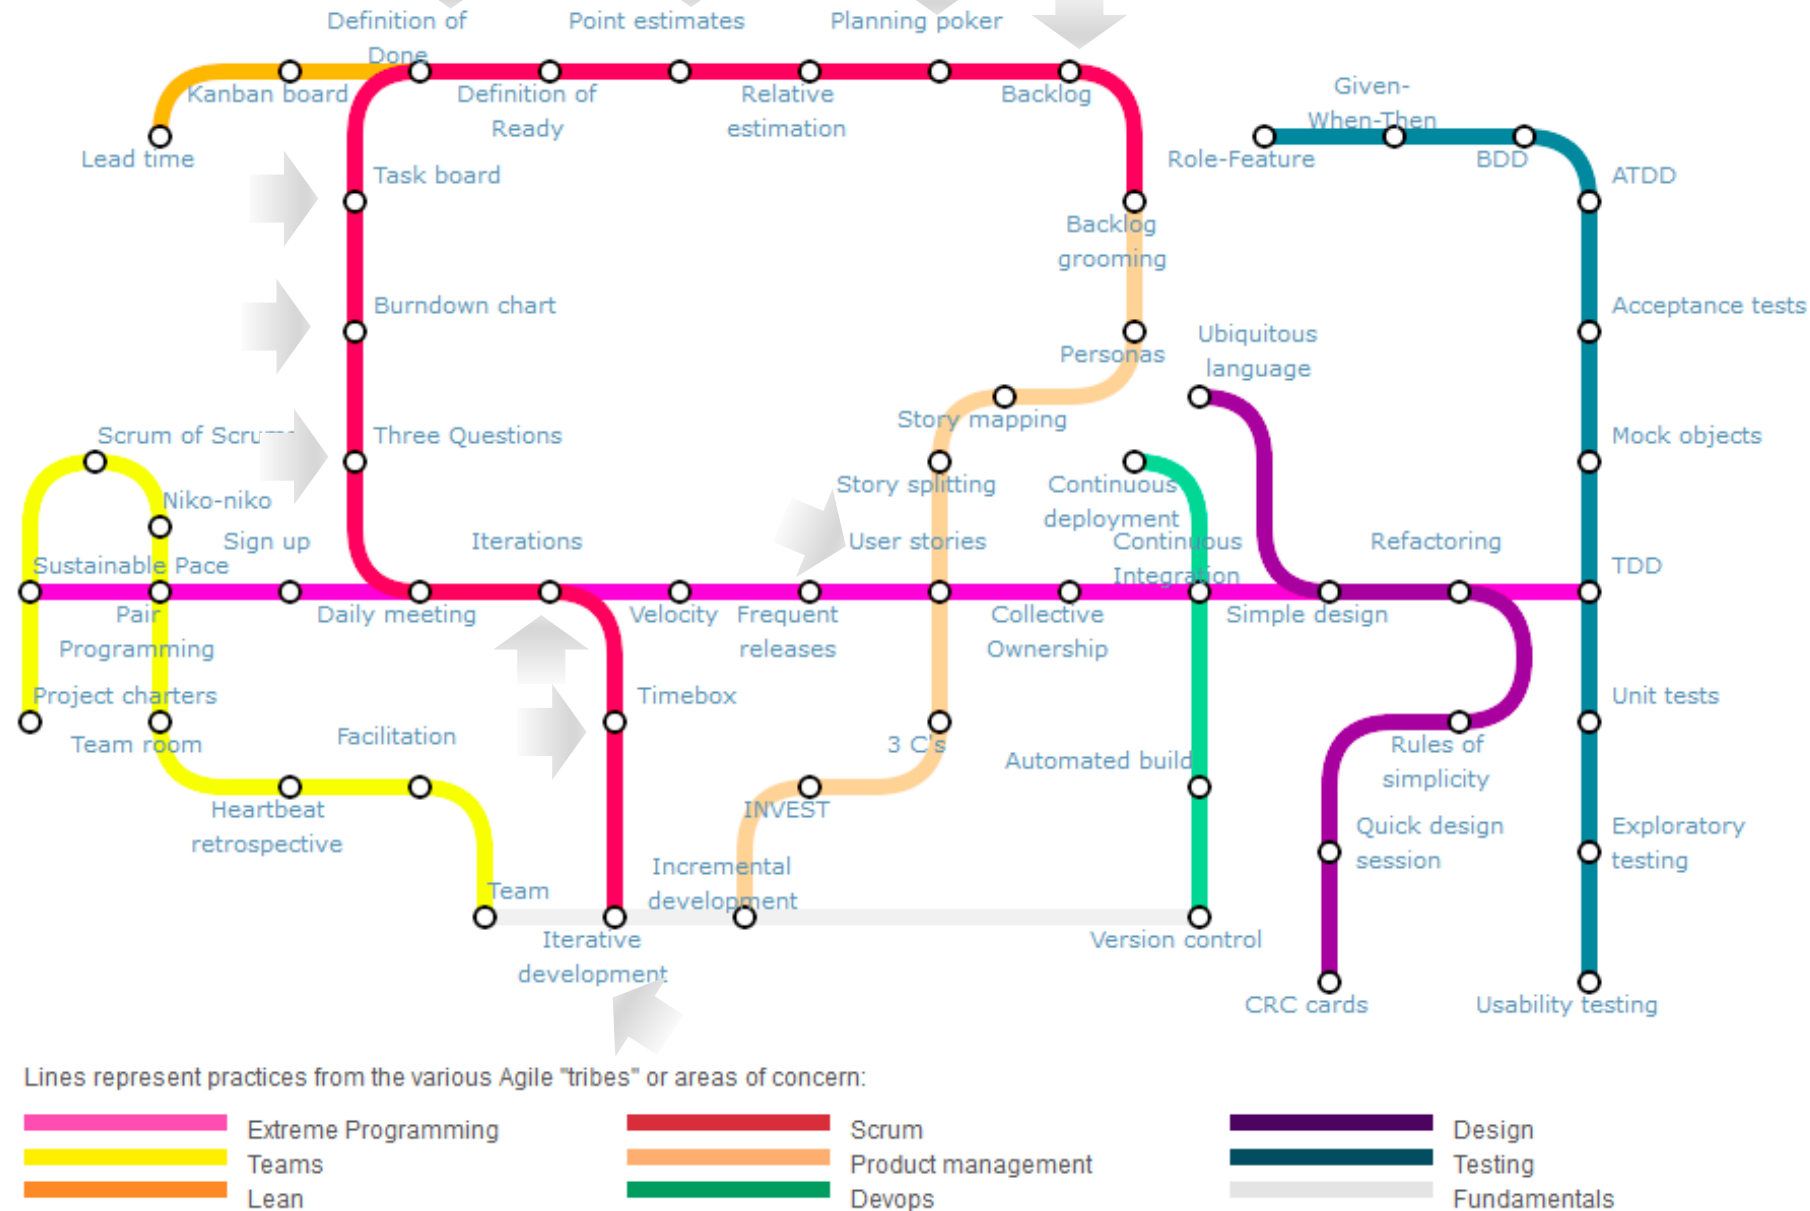 Definition of
Done
Point estimates
Planning poker
Kanban board
Definition of
Ready
Relative
estimation
Backlog
Given-
When-Then
Lead time
Role-Feature
BDD
Task board
ATDD
Backlog
grooming
Burndown chart
Acceptance tests
Personas
Ubiquitous
language
Story mapping
Scrum of Scrums
Three Questions
Mock objects
Niko-niko
Story splitting
Continuous
deployment
Sign up
Iterations
User stories
Continuous
Integration
Refactoring
Sustainable Pace
TDD
Pair
Programming
Daily meeting
Velocity
Frequent
releases
Collective
Ownership
Simple design
Project charters
Timebox
Unit tests
Team room
Facilitation
3 C's
Automated build
Rules of
simplicity
Heartbeat
retrospective
INVEST
Quick design
session
Exploratory
testing
Incremental
development
Team
Iterative
development
Version control
CRC cards
Usability testing
Lines represent practices from the various Agile "tribes" or areas of concern:
Extreme Programming
Scrum
Design
Teams
Product management
Testing
Lean
Devops
Fundamentals